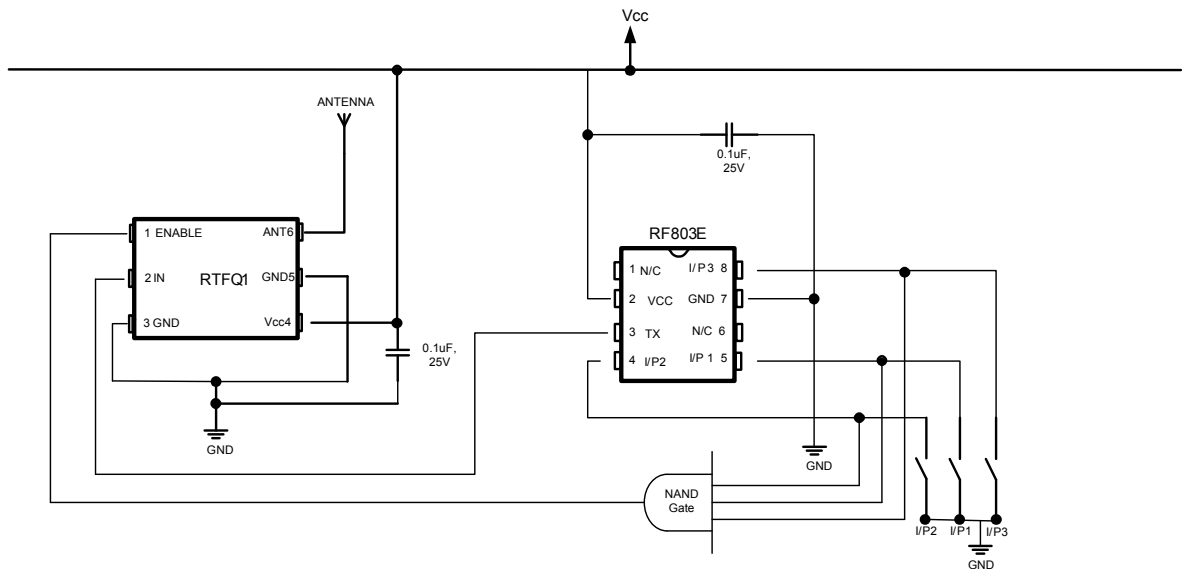 Vcc
ANTENNA
0.1uF,
25V
RF803E
1 ENABLE
ANT6
2 IN
RTFQ1
GND5
3 GND
Vcc4
1 N/C
I/P3 8
2 VCC
GND 7
3 TX
N/C 6
4 I/P2
I/P1 5
0.1uF,
25V
GND
GND
NAND
Gate
I/P2
I/P1
I/P3
GND